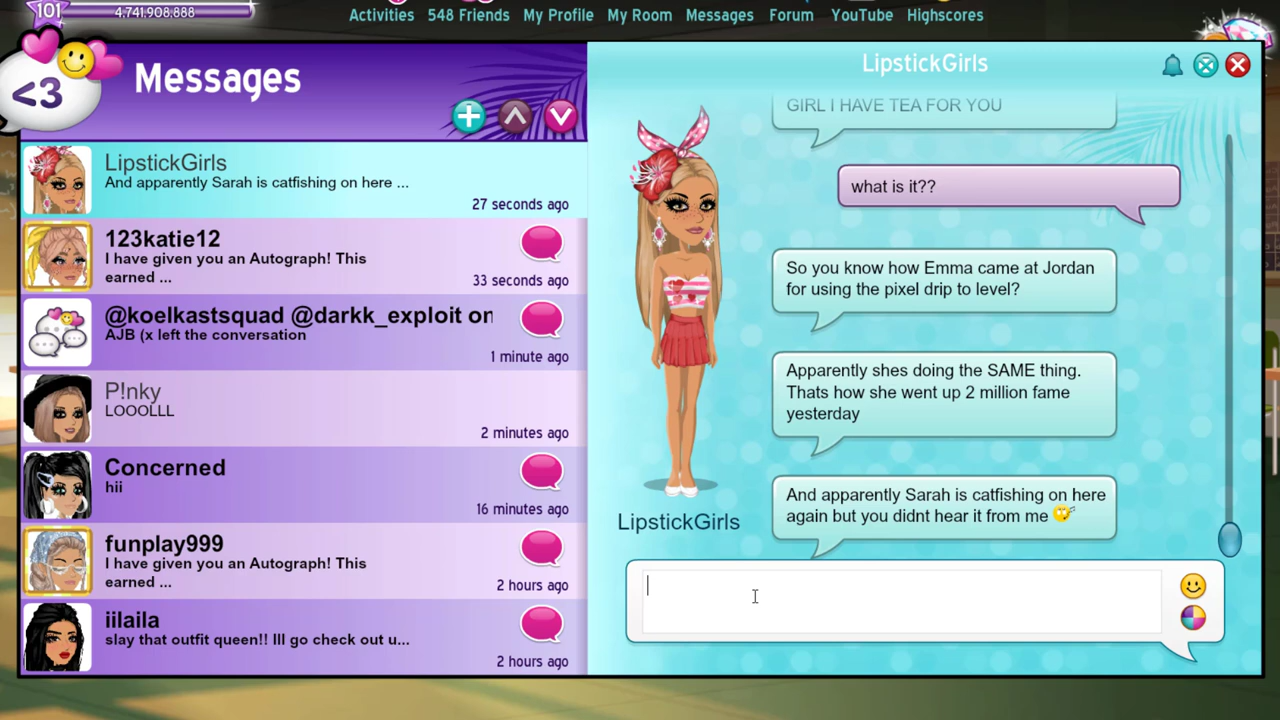 101 4,741,908,888
Activities 548 Friends My Profile My Room Messages Forum YouTube Highscores
<3
Messages
LipstickGirls
And apparently Sarah is catfishing on here ...
27 seconds ago
123katie12
I have given you an Autograph! This
earned ...
33 seconds ago
@koelkastsquad @darkk_exploit on
AJB (x left the conversation
1 minute ago
P!nky
LOOOLLL
2 minutes ago
Concerned
hii
16 minutes ago
funplay999
I have given you an Autograph! This
earned ...
2 hours ago
iilaila
slay that outfit queen!! Ill go check out u...
2 hours ago
LipstickGirls
GIRL I HAVE TEA FOR YOU
what is it??
So you know how Emma came at Jordan
for using the pixel drip to level?
Apparently shes doing the SAME thing.
Thats how she went up 2 million fame
yesterday
And apparently Sarah is catfishing on here
again but you didnt hear it from me
LipstickGirls